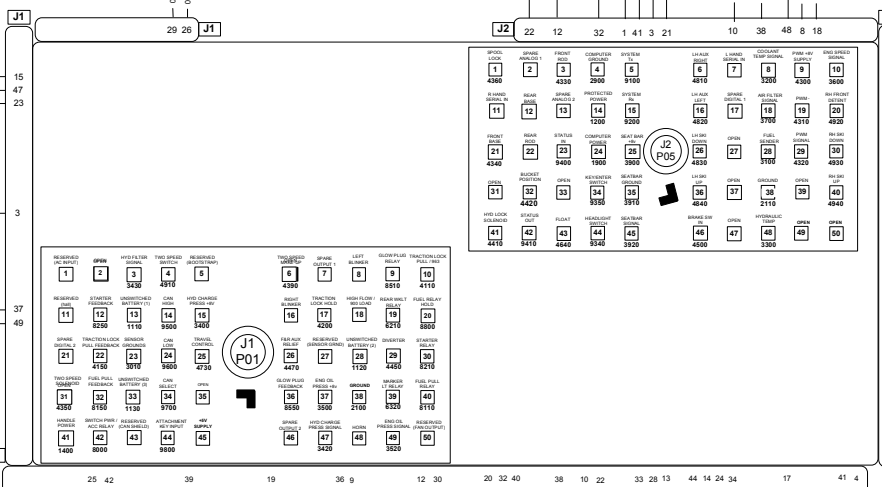 J1
29 26
J1
J2
22 12 32 1 41 3 21 10 38 48 8 18
15
47
23
3
37
49
SPOOL LOCK 1 4360
SPARE ANALOG 1 2
FRONT ROD 3 4330
COMPUTER GROUND 4 2900
SYSTEM Tx 5 9100
LH AUX RIGHT 6 4810
L HAND SERIAL IN 7
COOLANT TEMP SIGNAL 8 3200
PWM +8V SUPPLY 9 4300
ENG SPEED SIGNAL 10 3600
R HAND SERIAL IN 11
REAR BASE 12
SPARE ANALOG 2 13
PROTECTED POWER 14 1200
SYSTEM Rx 15 9200
LH AUX LEFT 16 4820
SPARE DIGITAL 1 17
AIR FILTER SIGNAL 18 3700
PWM - 19 4310
RH FRONT DETENT 20 4920
FRONT BASE 21 4340
REAR ROD 22
STATUS IN 23 9400
COMPUTER POWER 24 1900
SEAT BAR +8v 25 3900
LH SKI DOWN 26 4830
OPEN 27
FUEL SENDER 28 3100
PWM SIGNAL 29 4320
RH SKI DOWN 30 4930
J2
P05
OPEN 31
BUCKET POSITION 32 4420
OPEN 33
KEY/ENTER SWITCH 34 9350
SEATBAR GROUND 35 3910
LH SKI UP 36 4840
OPEN 37
GROUND 38 2110
OPEN 39
RH SKI UP 40 4940
HYD LOCK SOLENOID 41 4410
STATUS OUT 42 9410
FLOAT 43 4640
HEADLIGHT SWITCH 44 9340
SEATBAR SIGNAL 45 3920
BRAKE SW IN 46 4500
OPEN 47
HYDRAULIC TEMP 48 3300
OPEN 49
OPEN 50
RESERVED (AC INPUT) 1
OPEN 2
HYD FILTER SIGNAL 3 3430
TWO SPEED SWITCH 4 4910
RESERVED (BOOTSTRAP) 5
TWO SPEED 6 4390
SPARE OUTPUT 1 7
LEFT BLINKER 8
GLOW PLUG RELAY 9 8510
TRACTION LOCK PULL / 10 4110
RESERVED 11
STARTER FEEDBACK 12 8250
UNSWITCHED BATTERY (1) 13 1110
CAN HIGH 14 9500
HYD CHARGE PRESS +8V 15 3400
RIGHT BLINKER 16
TRACTION LOCK HOLD 17 4200
HIGH FLOW / 900 LOAD 18
REAR WKLT RELAY 19 6210
FUEL RELAY HOLD 20 8800
SPARE DIGITAL 2 21
TRACTION LOCK PULL FEEDBACK 22 4150
SENSOR GROUNDS 23 3010
CAN LOW 24 9600
TRAVEL CONTROL 25 4730
F&R AUX RELIEF 26 4470
RESERVED (SENSOR GRND) 27
UNSWITCHED BATTERY (2) 28 1120
DIVERTER 29 4450
STARTER RELAY 30 8210
J1
P01
TWO SPEED SOLENOID 31 4350
FUEL PULL FEEDBACK 32 8150
UNSWITCHED BATTERY (3) 33 1130
CAN SELECT 34 9700
OPEN 35
GLOW PLUG FEEDBACK 36 8550
ENG OIL PRESS +8v 37 3500
GROUND 38 2100
MARKER LT RELAY 39 6320
FUEL PULL RELAY 40 8110
HANDLE POWER 41 1400
SWITCH PWR / ACC RELAY 42 8000
RESERVED (CAN SHIELD) 43
ATTACHMENT KEY INPUT 44 9800
+8V SUPPLY 45
SPARE OUTPUT 2 46
HYD CHARGE PRESS SIGNAL 47 3420
HORN 48
ENG OIL PRESS SIGNAL 49 3520
RESERVED (FAN OUTPUT) 50
25 42 39 19 36 9 12 30 20 32 40 38 10 22 33 28 13 44 14 24 34 17 41 4